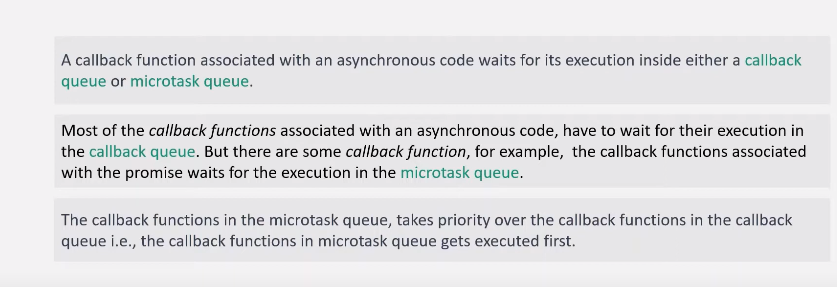 A callback function associated with an asynchronous code waits for its execution inside either a callback
queue or microtask queue.
Most of the callback functions associated with an asynchronous code, have to wait for their execution in
the callback queue. But there are some callback function, for example, the callback functions associated
with the promise waits for the execution in the microtask queue.
The callback functions in the microtask queue, takes priority over the callback functions in the callback
queue i.e., the callback functions in microtask queue gets executed first.